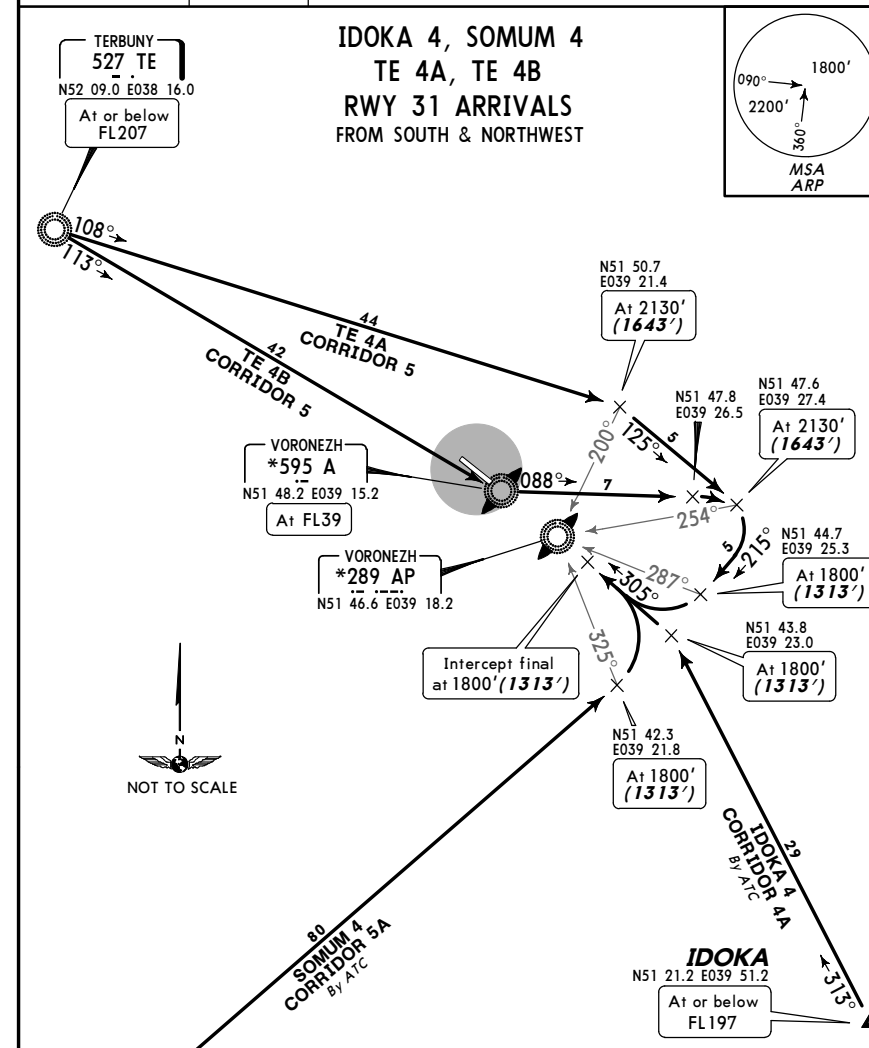 IDOKA 4, SOMUM 4
TE 4A, TE 4B
RWY 31 ARRIVALS
FROM SOUTH & NORTHWEST
TERBUNY
527 TE
N52 09.0 E038 16.0
At or below
FL207
1800'
090°
2200'
360°
MSA
ARP
108°
113°
44
TE 4A
CORRIDOR 5
42
TE 4B
CORRIDOR 5
N51 50.7
E039 21.4
At 2130'
(1643')
N51 47.8
E039 26.5
N51 47.6
E039 27.4
At 2130'
(1643')
200°
125°
5
VORONEZH
*595 A
N51 48.2 E039 15.2
At FL39
088°
7
254°
VORONEZH
*289 AP
N51 46.6 E039 18.2
5
215°
N51 44.7
E039 25.3
At 1800'
(1313')
287°
305°
325°
N51 43.8
E039 23.0
At 1800'
(1313')
Intercept final
at 1800' (1313')
N51 42.3
E039 21.8
At 1800'
(1313')
N
NOT TO SCALE
29
IDOKA 4
CORRIDOR 4A
By ATC
80
SOMUM 4
CORRIDOR 5A
By ATC
313°
IDOKA
N51 21.2 E039 51.2
At or below
FL197